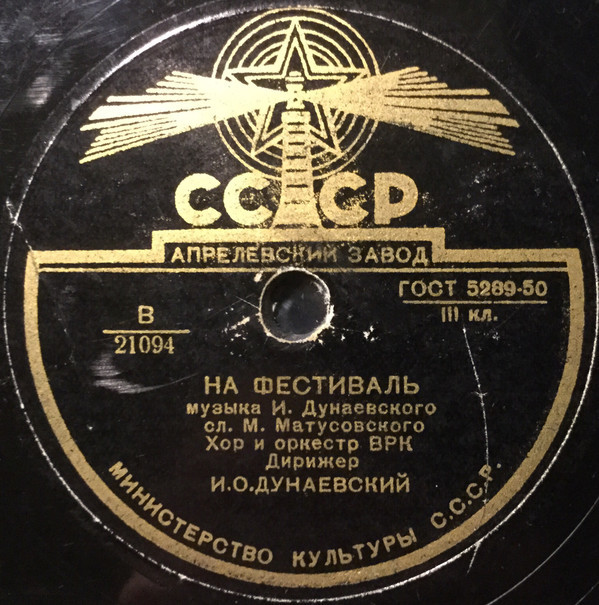 СССР
АПРЕЛЕВСКИЙ ЗАВОД
ГОСТ 5289-50
III кл.
В
21094
НА ФЕСТИВАЛЬ
музыка И. Дунаевского
сл. М. Матусовского
Хор и оркестр ВРК
Дирижер
И.О.ДУНАЕВСКИЙ
МИНИСТЕРСТВО КУЛЬТУРЫ С.С.С.Р.